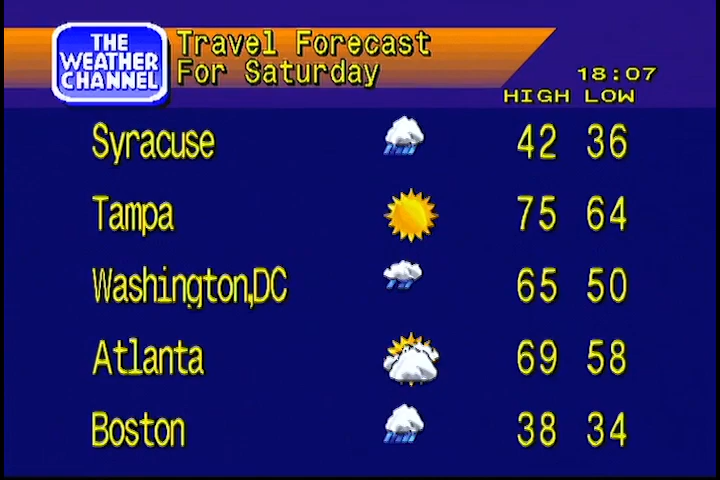 THE
WEATHER
CHANNEL
Travel Forecast
For Saturday
18:07
HIGH LOW
Syracuse 42 36
Tampa 75 64
Washington,DC 65 50
Atlanta 69 58
Boston 38 34